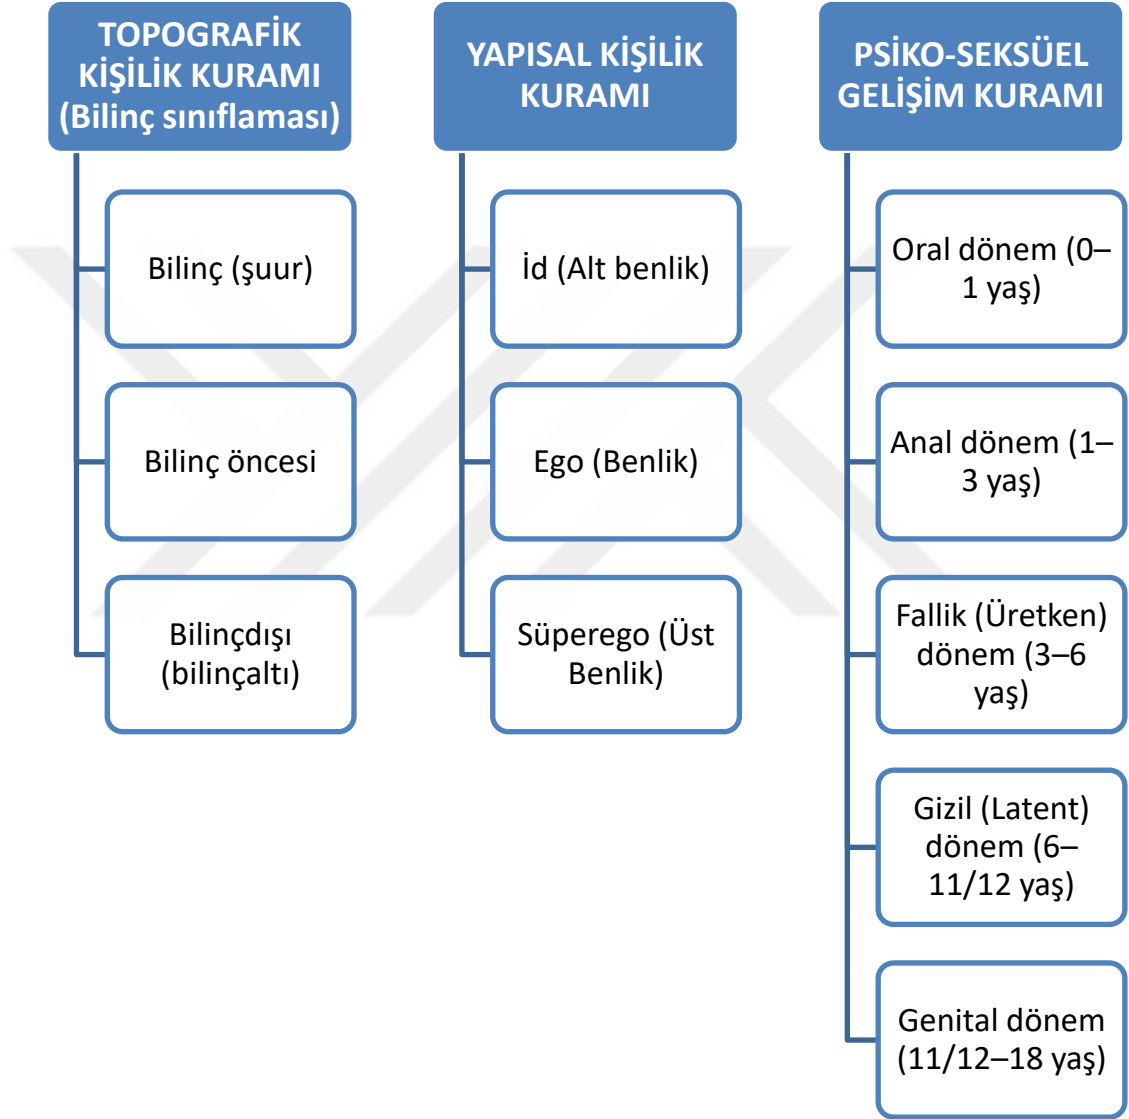 TOPOGRAFİK
KİŞİLİK KURAMI
(Bilinç sınıflaması)
Bilinç (şuur)
Bilinç öncesi
Bilinçdışı
(bilinçaltı)
YAPISAL KİŞİLİK
KURAMI
İd (Alt benlik)
Ego (Benlik)
Süperego (Üst
Benlik)
PSİKO-SEKSÜEL
GELİŞİM KURAMI
Oral dönem (0–
1 yaş)
Anal dönem (1–
3 yaş)
Fallik (Üretken)
dönem (3–6
yaş)
Gizil (Latent)
dönem (6–
11/12 yaş)
Genital dönem
(11/12–18 yaş)